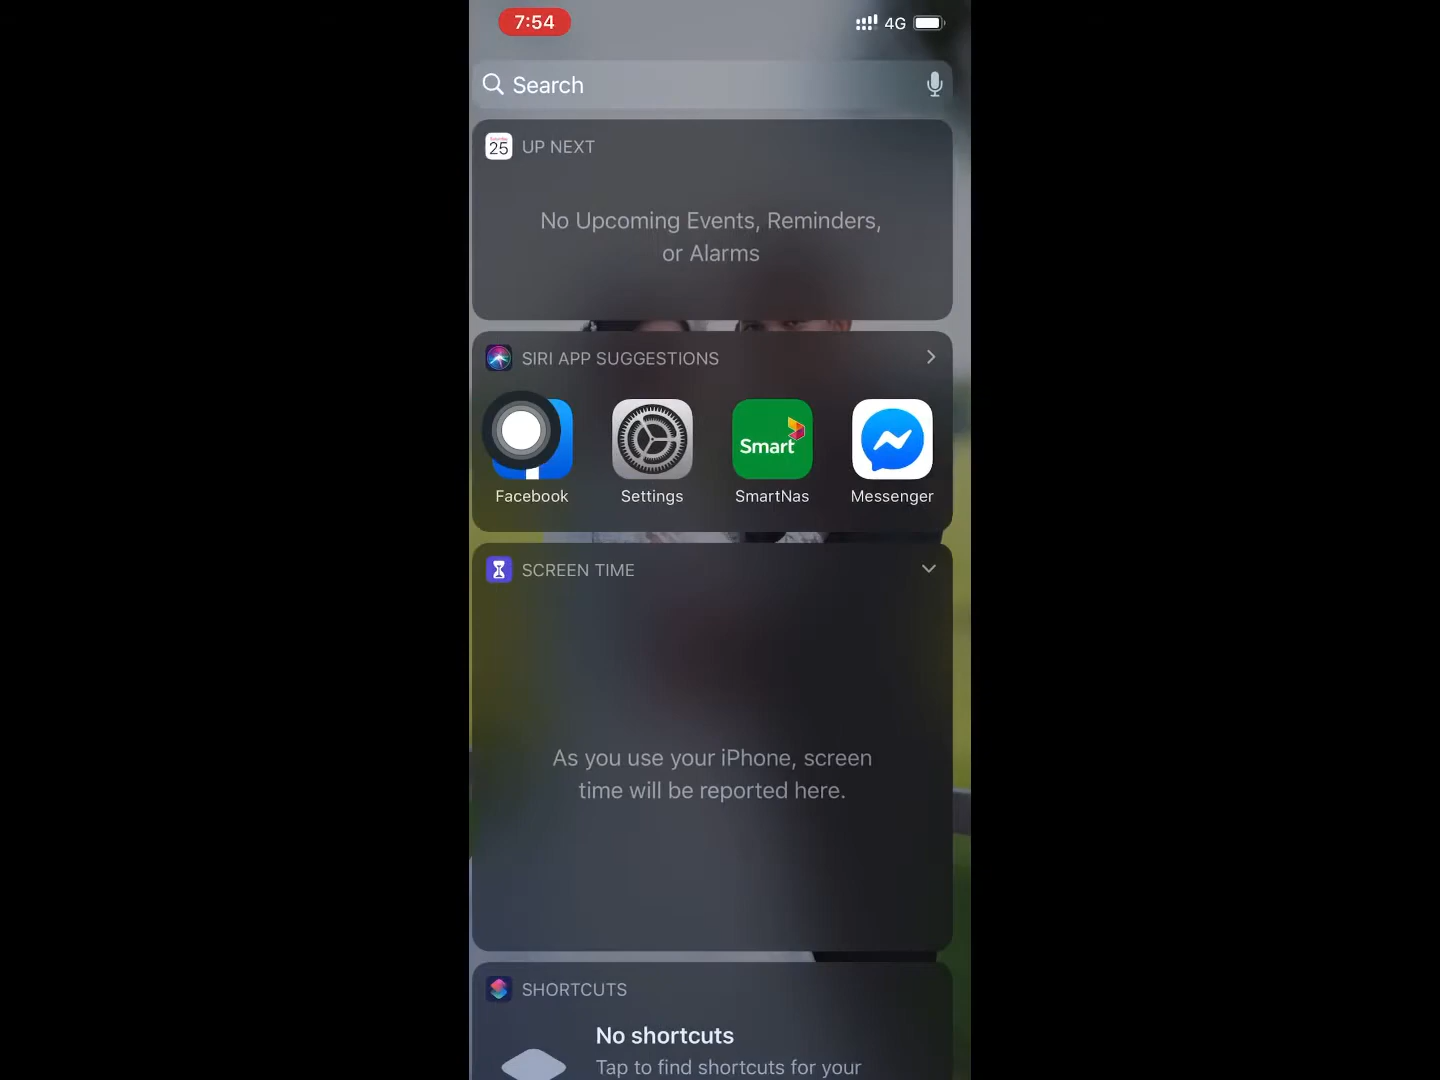 7:54
4G
Search
25
UP NEXT
No Upcoming Events, Reminders,
or Alarms
SIRI APP SUGGESTIONS
Smart
Facebook
Settings
SmartNas
Messenger
SCREEN TIME
As you use your iPhone, screen
time will be reported here.
SHORTCUTS
No shortcuts
Tap to find shortcuts for your